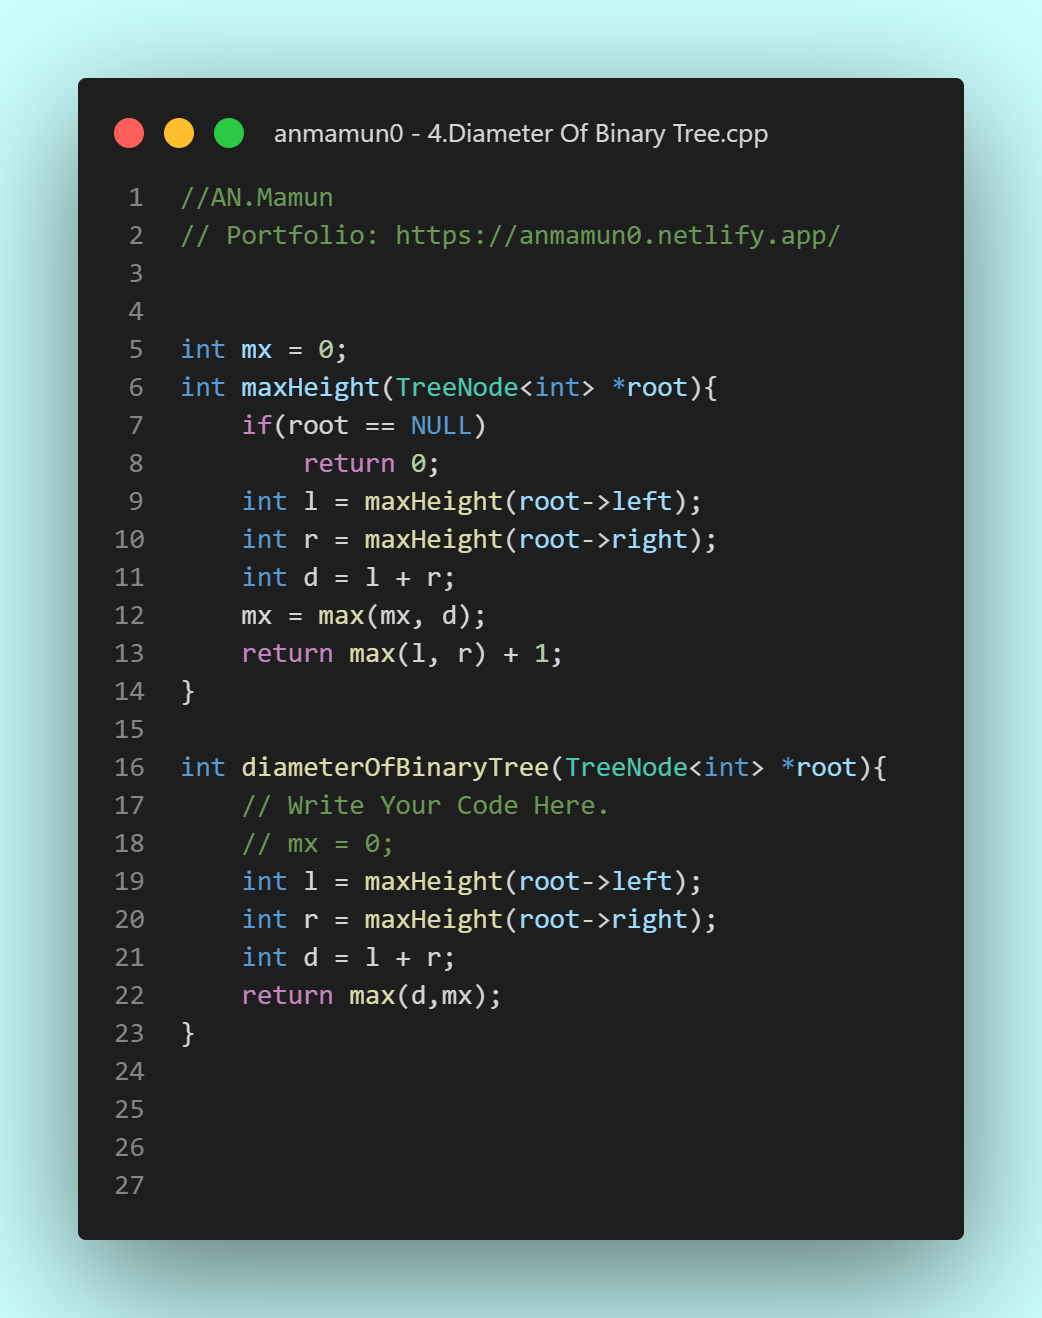 anmamun0 - 4.Diameter Of Binary Tree.cpp
1 //AN.Mamun
2 // Portfolio: https://anmamun0.netlify.app/
3
4
5 int mx = 0;
6 int maxHeight(TreeNode<int> *root){
7     if(root == NULL)
8         return 0;
9     int l = maxHeight(root->left);
10     int r = maxHeight(root->right);
11     int d = l + r;
12     mx = max(mx, d);
13     return max(l, r) + 1;
14 }
15
16 int diameterOfBinaryTree(TreeNode<int> *root){
17     // Write Your Code Here.
18     // mx = 0;
19     int l = maxHeight(root->left);
20     int r = maxHeight(root->right);
21     int d = l + r;
22     return max(d,mx);
23 }
24
25
26
27